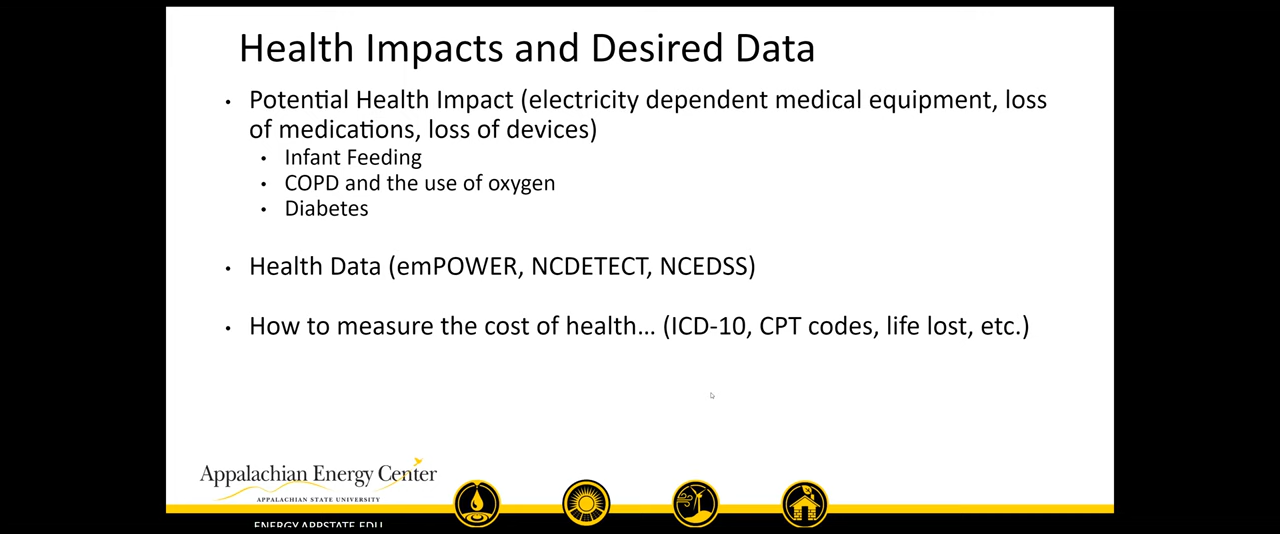 Health Impacts and Desired Data
• Potential Health Impact (electricity dependent medical equipment, loss
of medications, loss of devices)
• Infant Feeding
• COPD and the use of oxygen
• Diabetes
• Health Data (emPOWER, NCDETECT, NCEDSS)
• How to measure the cost of health... (ICD-10, CPT codes, life lost, etc.)
Appalachian Energy Center
APPALACHIAN STATE UNIVERSITY
ENERGY.APPSTATE.EDU